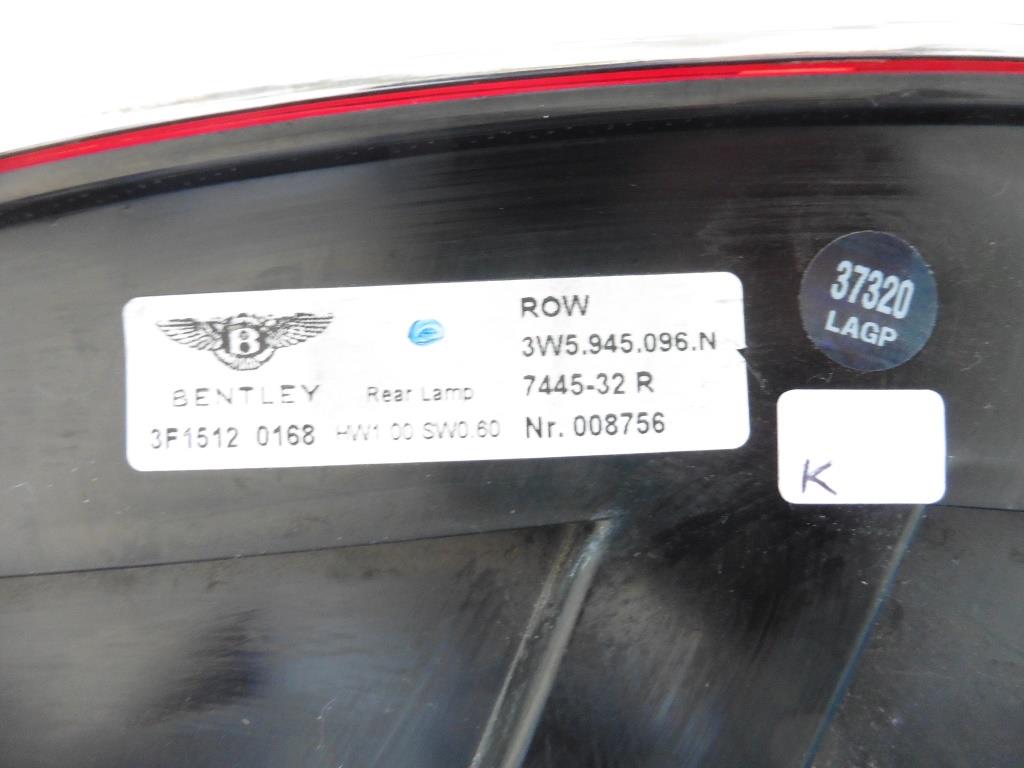 B
BENTLEY
Rear Lamp
3F1512 0168 HW1.00 SW0.60
ROW
3W5.945.096.N
7445-32 R
Nr. 008756
37320
LAGP
K